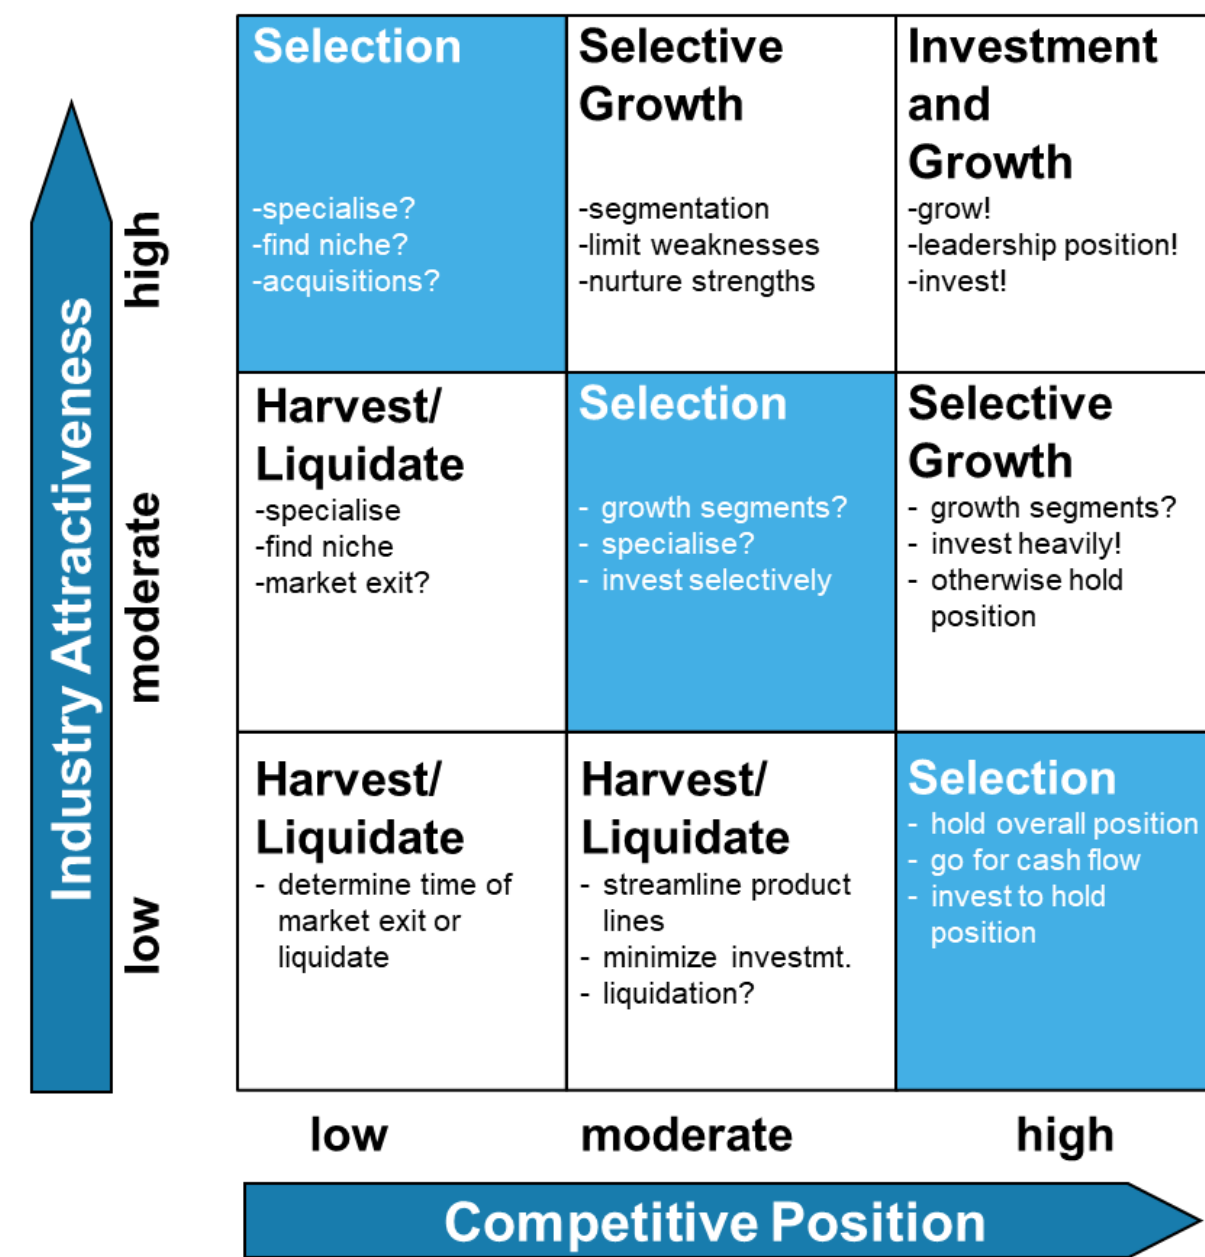 Industry Attractiveness
high
moderate
low
Selection
-specialise?
-find niche?
-acquisitions?
Selective
Growth
-segmentation
-limit weaknesses
-nurture strengths
Investment
and
Growth
-grow!
-leadership position!
-invest!
Harvest/
Liquidate
-specialise
-find niche
-market exit?
Selection
- growth segments?
- specialise?
- invest selectively
Selective
Growth
- growth segments?
- invest heavily!
- otherwise hold
position
Harvest/
Liquidate
- determine time of
market exit or
liquidate
Harvest/
Liquidate
- streamline product
lines
- minimize investmt.
- liquidation?
Selection
- hold overall position
- go for cash flow
- invest to hold
position
low
moderate
high
Competitive Position